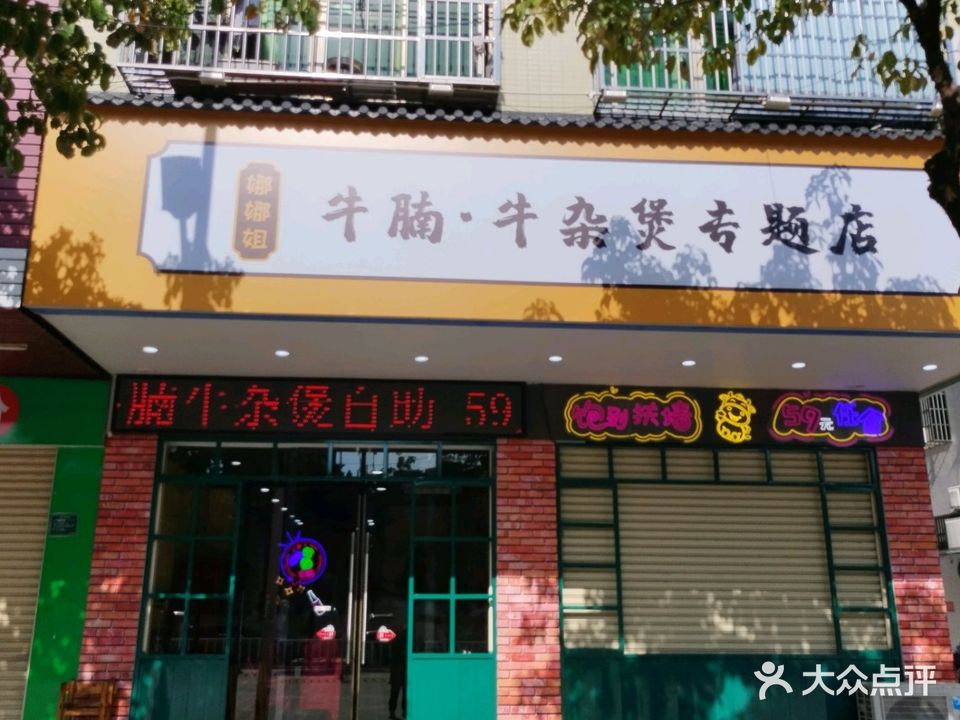 娜娜姐
牛腩·牛杂煲专题店
腩牛杂煲自助 59
饱到扶墙
59元任食
大众点评